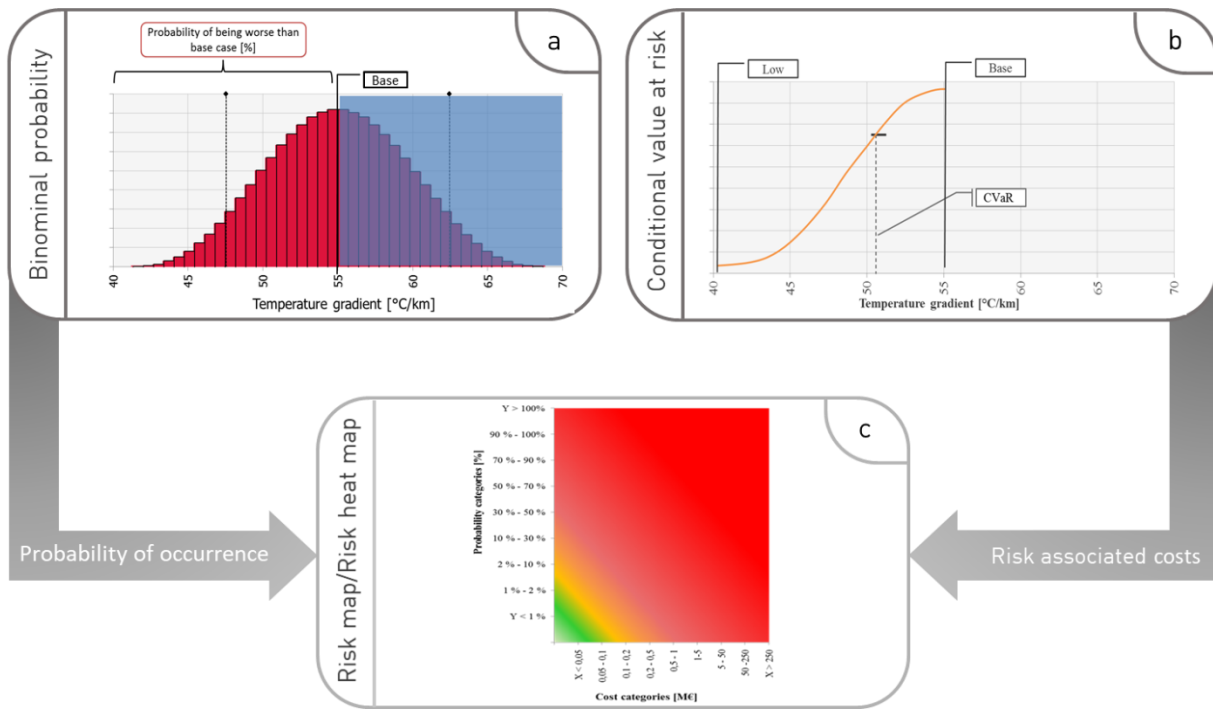 Binominal probability
a
Probability of being worse than
base case [%]
Base
40
45
50
55
60
65
70
Temperature gradient [°C/km]
Conditional value at risk
b
Low
Base
CVaR
40
45
50
55
60
65
70
Temperature gradient [°C/km]
Probability of occurrence
Risk associated costs
Risk map/Risk heat map
c
Probability categories [%]
Y > 100%
90 % - 100%
70 % - 90 %
50 % - 70 %
30 % - 50 %
10 % - 30 %
2 % - 10 %
1 % - 2 %
Y < 1 %
X < 0,05
0,05 - 0,1
0,1 - 0,2
0,2 - 0,5
0,5 - 1
1-5
5 - 50
50 -250
X > 250
Cost categories [M€]